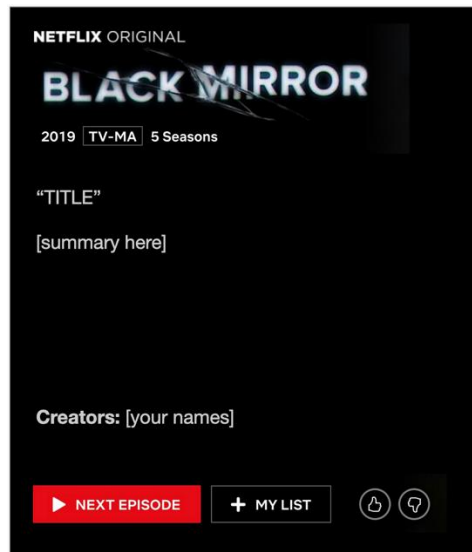 NETFLIX ORIGINAL
BLACK MIRROR
2019 TV-MA 5 Seasons
“TITLE”
[summary here]
Creators: [your names]
NEXT EPISODE + MY LIST